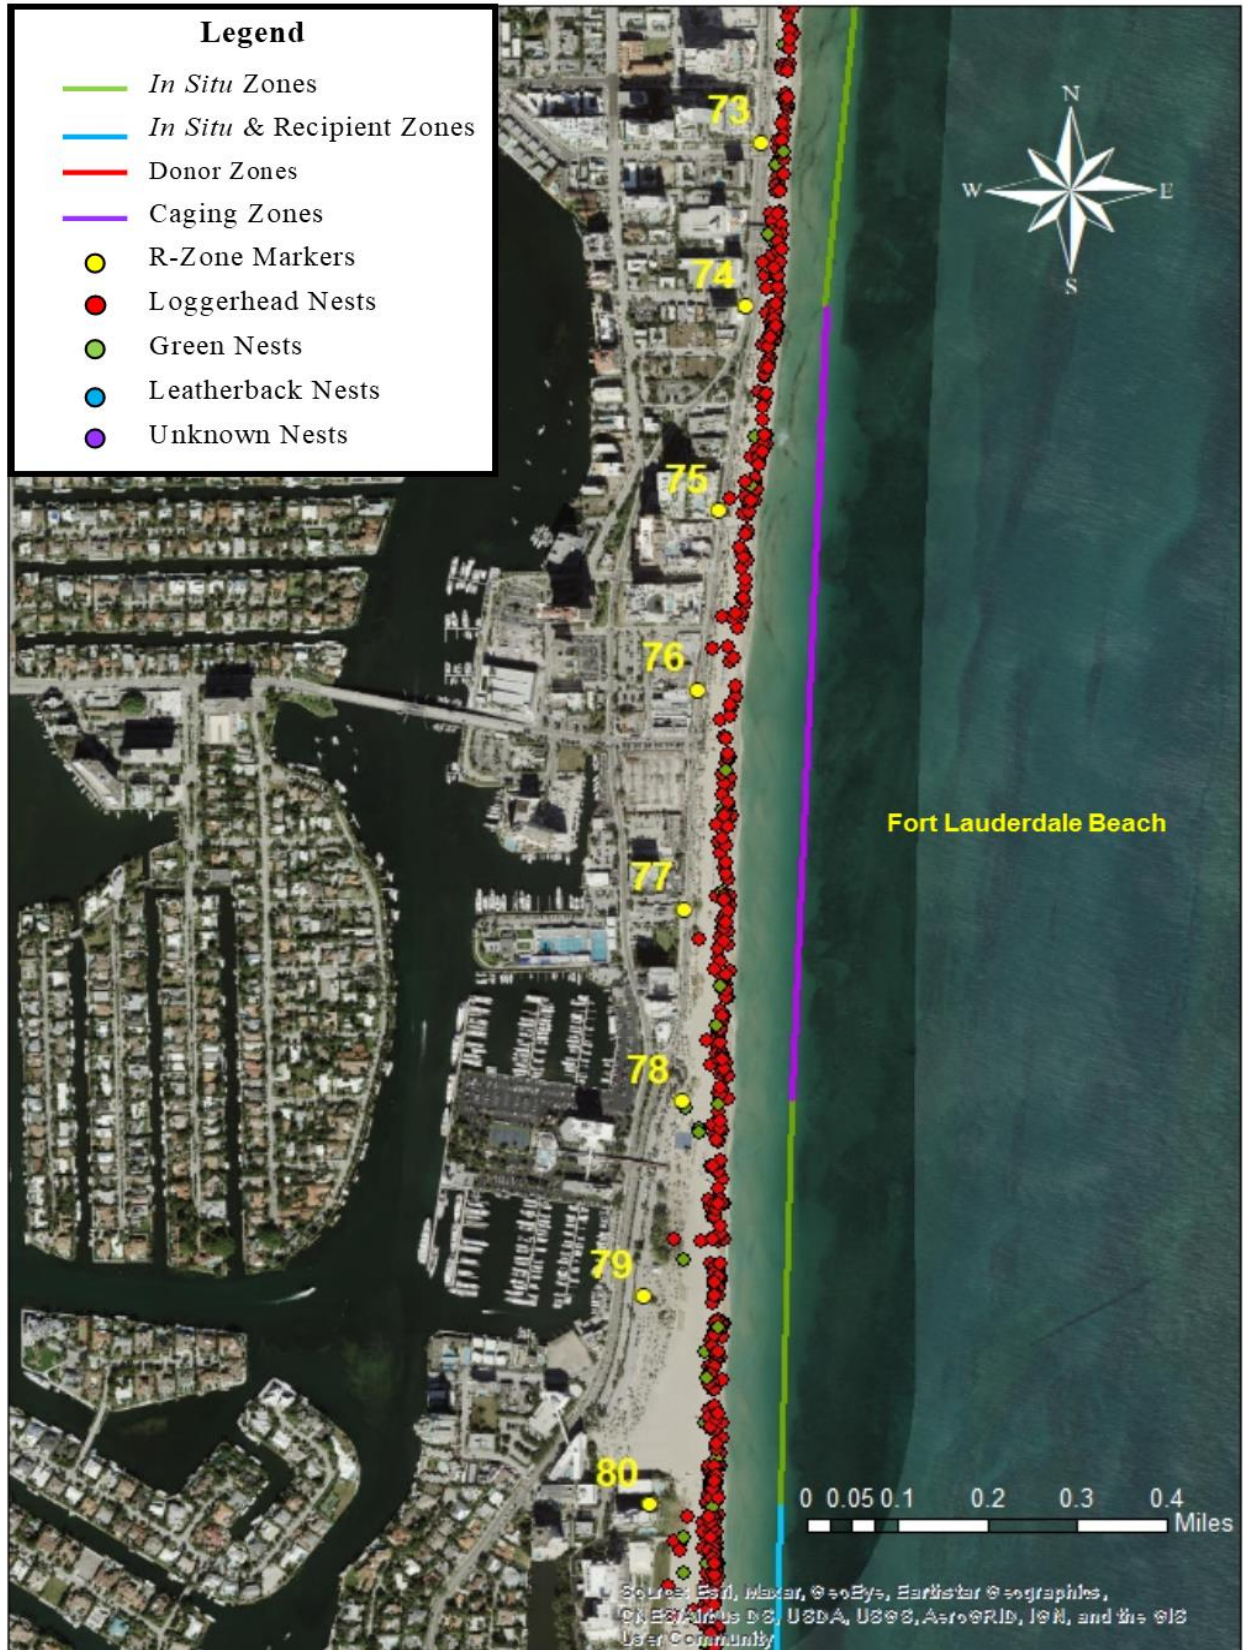 Legend
In Situ Zones
In Situ & Recipient Zones
Donor Zones
Caging Zones
R-Zone Markers
Loggerhead Nests
Green Nests
Leatherback Nests
Unknown Nests
N
W E
S
73
74
75
76
77
78
79
80
Fort Lauderdale Beach
0 0.05 0.1 0.2 0.3 0.4
Miles
Source: Esri, Maxar, GeoEye, Earthstar Geographics,
CNES/Airbus DS, USDA, USGS, AeroGRID, IGN, and the GIS
User Community